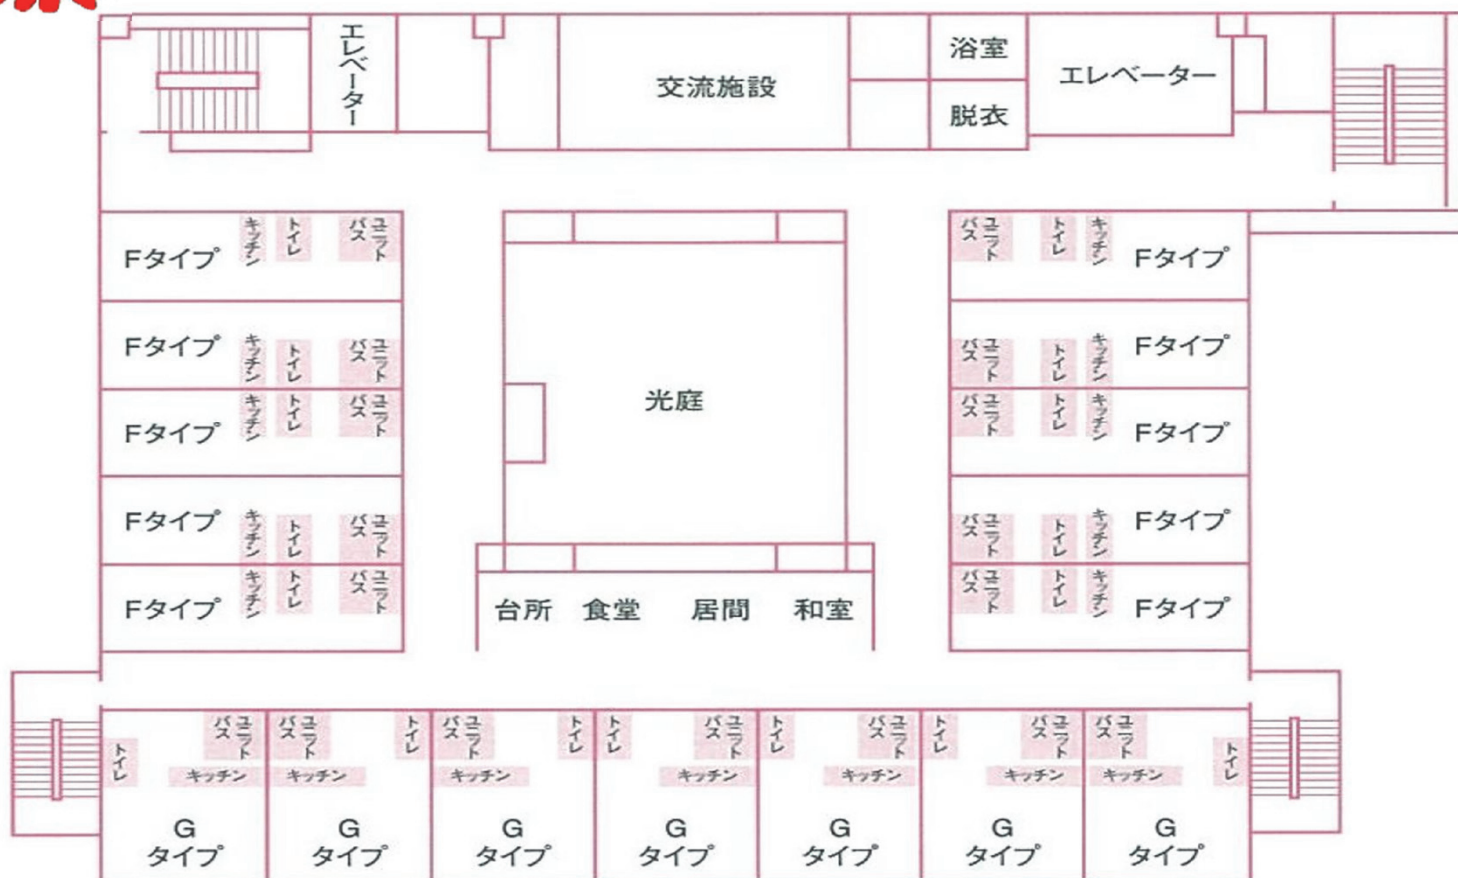 エレベーター
交流施設
浴室
脱衣
エレベーター
Fタイプ
キッチン
トイレ
ユニット
バス
ユニット
バス
トイレ
キッチン
Fタイプ
Fタイプ
キッチン
トイレ
ユニット
バス
ユニット
バス
トイレ
キッチン
Fタイプ
Fタイプ
キッチン
トイレ
ユニット
バス
光庭
ユニット
バス
トイレ
キッチン
Fタイプ
Fタイプ
キッチン
トイレ
ユニット
バス
ユニット
バス
トイレ
キッチン
Fタイプ
Fタイプ
キッチン
トイレ
ユニット
バス
台所 食堂 居間 和室
ユニット
バス
トイレ
キッチン
Fタイプ
トイレ
ユニット
バス
キッチン
G
タイプ
ユニット
バス
トイレ
キッチン
G
タイプ
ユニット
バス
トイレ
キッチン
G
タイプ
トイレ
ユニット
バス
キッチン
G
タイプ
トイレ
ユニット
バス
キッチン
G
タイプ
トイレ
ユニット
バス
キッチン
G
タイプ
ユニット
バス
トイレ
キッチン
G
タイプ